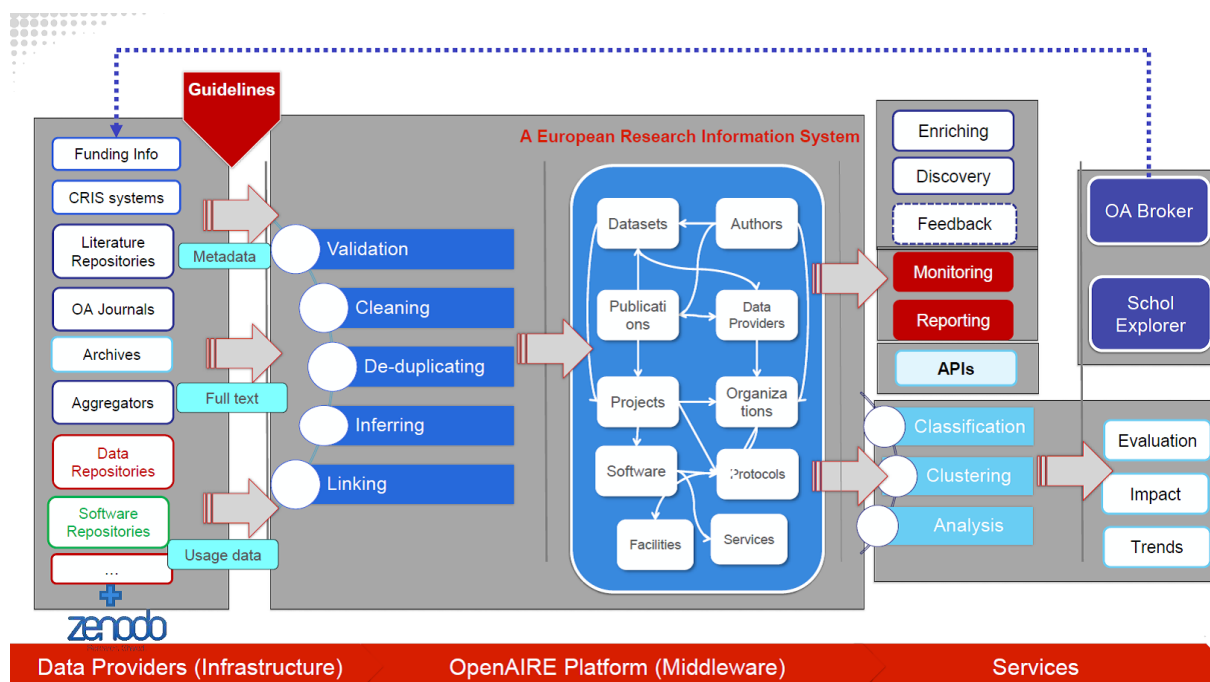 Guidelines
A European Research Information System
Funding Info
CRIS systems
Literature
Repositories
OA Journals
Archives
Aggregators
Data
Repositories
Software
Repositories
...
zenodo
Metadata
Full text
Usage data
Validation
Cleaning
De-duplicating
Inferring
Linking
Datasets
Authors
Publicati
ons
Data
Providers
Projects
Organiza
tions
Software
Protocols
Facilities
Services
Enriching
Discovery
Feedback
Monitoring
Reporting
APIs
Classification
Clustering
Analysis
OA Broker
Schol
Explorer
Evaluation
Impact
Trends
Data Providers (Infrastructure)
OpenAIRE Platform (Middleware)
Services